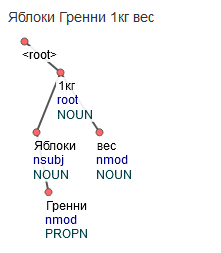 Яблоки Гренни 1кг вес
<root>
1кг
root
NOUN
Яблоки вес
nsubj nmod
NOUN NOUN
Гренни
nmod
PROPN